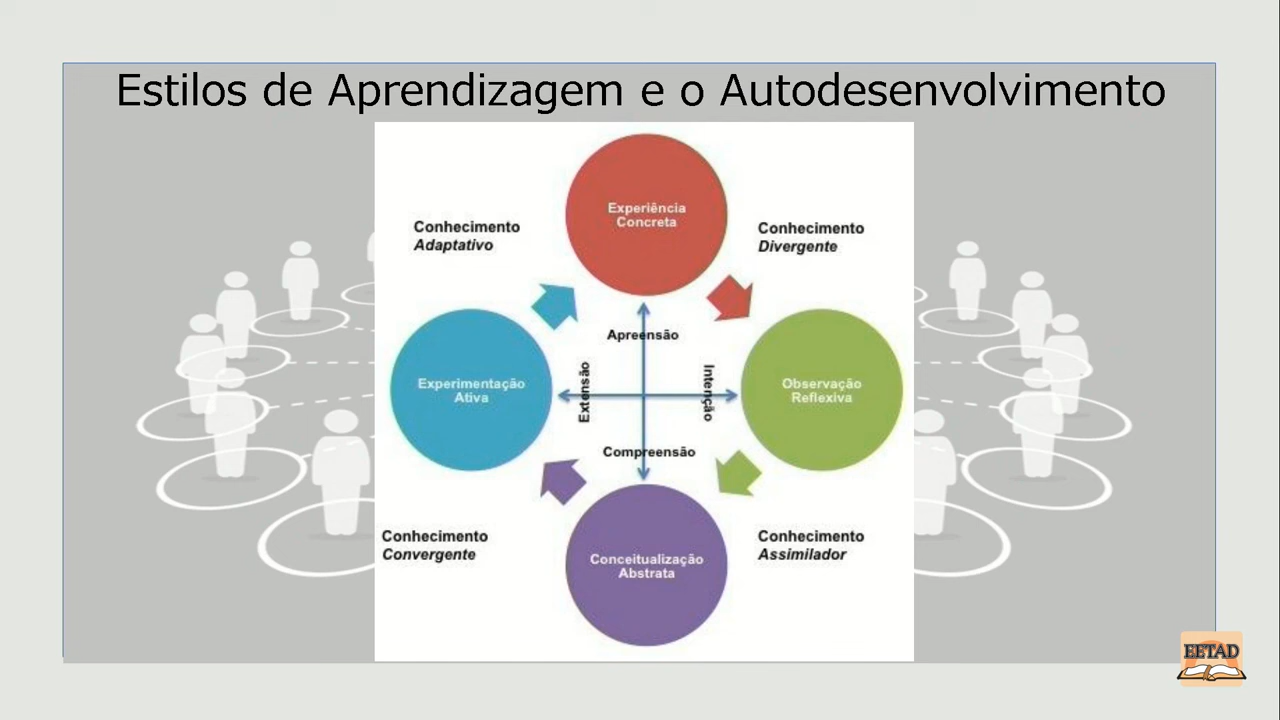 Estilos de Aprendizagem e o Autodesenvolvimento
Experiência
Concreta
Conhecimento
Adaptativo
Conhecimento
Divergente
Apreensão
Experimentação
Ativa
Extensão
Intenção
Observação
Reflexiva
Compreensão
Conhecimento
Convergente
Conceitualização
Abstrata
Conhecimento
Assimilador
EETAD